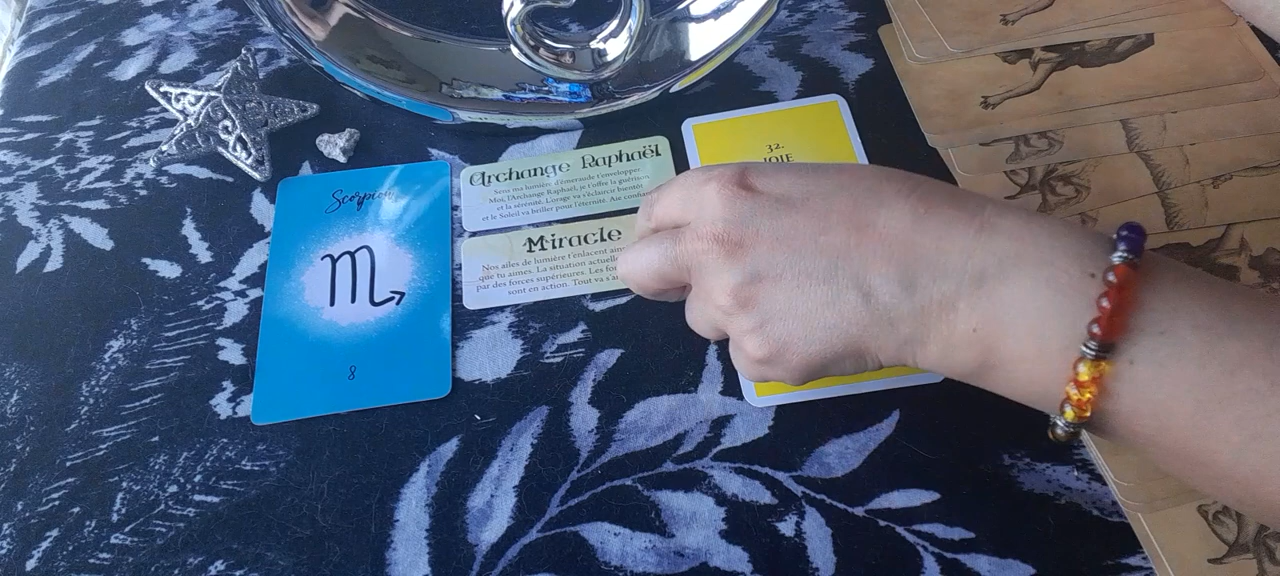 Scorpion
♏
8
Archange Raphaël
Sens ma lumière d'émeraude t'envelopper.
Moi, l'Archange Raphaël, je t'offre la guérison
et la sérénité. L'orage va s'éclaircir bientôt
et le Soleil va briller pour l'éternité. Aie
Miracle
Nos ailes de lumière t'enlacent
que tu aimes. La situation
par des forces supérieures. Les
sont en action. Tout va
32.
JOIE